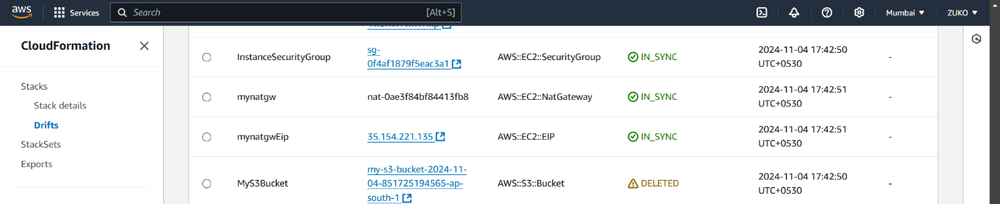 aws
Services
Search
[Alt+S]
Mumbai
ZUKO
CloudFormation
Stacks
Stack details
Drifts
StackSets
Exports
InstanceSecurityGroup
sg-
0f4af1879f5eac3a1
AWS::EC2::SecurityGroup
IN_SYNC
2024-11-04 17:42:50
UTC+0530
-
mynatgw
nat-0ae3f84bf84413fb8
AWS::EC2::NatGateway
IN_SYNC
2024-11-04 17:42:51
UTC+0530
-
mynatgwEip
35.154.221.135
AWS::EC2::EIP
IN_SYNC
2024-11-04 17:42:51
UTC+0530
-
MyS3Bucket
my-s3-bucket-2024-11-
04-851725194565-ap-
south-1
AWS::S3::Bucket
DELETED
2024-11-04 17:42:50
UTC+0530
-